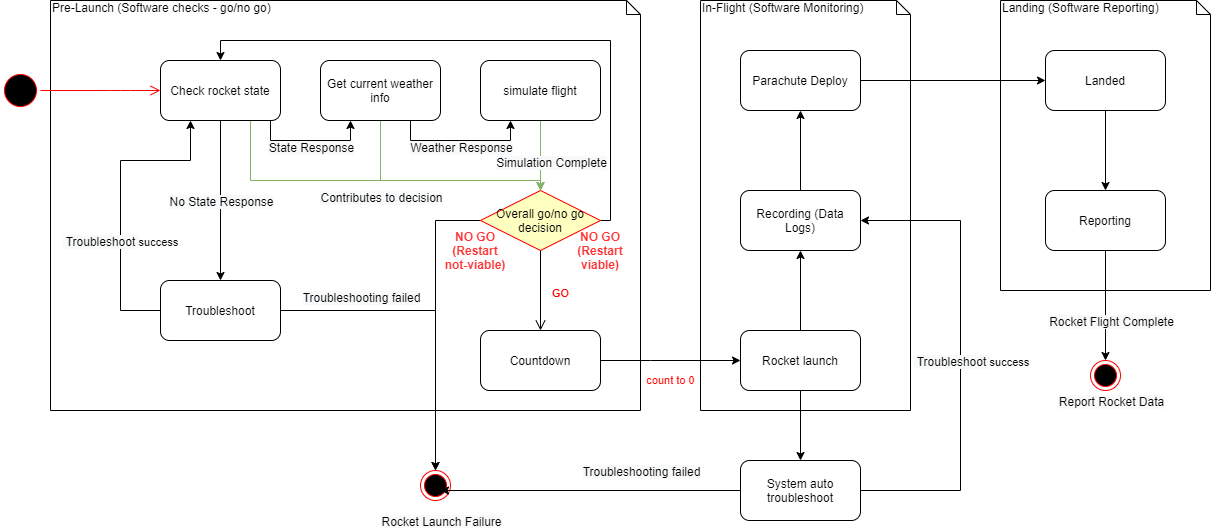 Pre-Launch (Software checks - go/no go)
In-Flight (Software Monitoring)
Landing (Software Reporting)
Check rocket state
Get current weather
info
simulate flight
Parachute Deploy
Landed
State Response
Weather Response
Simulation Complete
Contributes to decision
No State Response
Troubleshoot success
Overall go/no go
decision
NO GO
(Restart
not-viable)
NO GO
(Restart
viable)
Recording (Data
Logs)
Reporting
GO
Troubleshoot
Troubleshooting failed
Rocket Flight Complete
Countdown
count to 0
Rocket launch
Troubleshoot success
Report Rocket Data
Troubleshooting failed
System auto
troubleshoot
Rocket Launch Failure